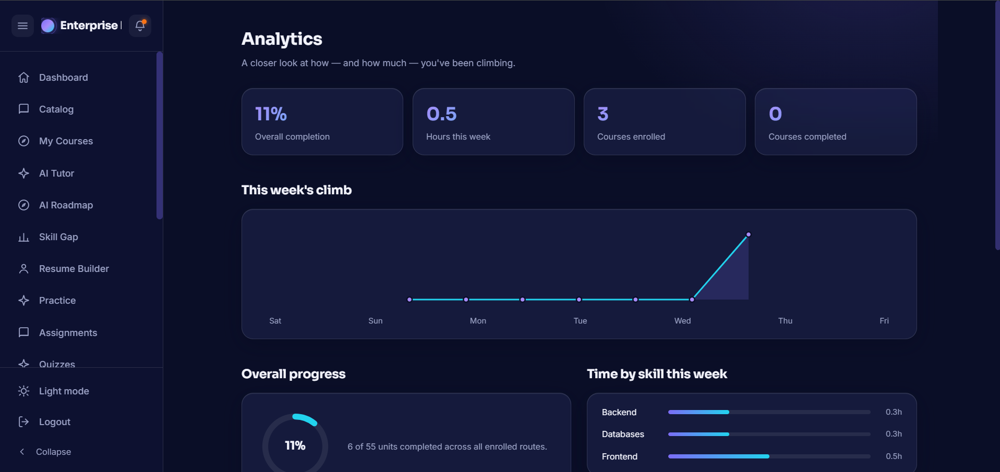 Enterprise
Dashboard
Catalog
My Courses
AI Tutor
AI Roadmap
Skill Gap
Resume Builder
Practice
Assignments
Quizzes
Light mode
Logout
Collapse
Analytics
A closer look at how — and how much — you've been climbing.
11%
Overall completion
0.5
Hours this week
3
Courses enrolled
0
Courses completed
This week's climb
Sat Sun Mon Tue Wed Thu Fri
Overall progress
11%
6 of 55 units completed across all enrolled routes.
Time by skill this week
Backend 0.3h
Databases 0.3h
Frontend 0.5h